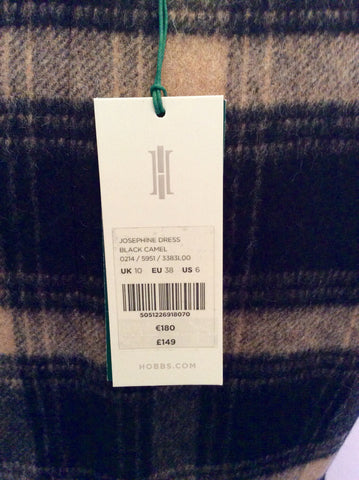 JOSEPHINE DRESS
BLACK CAMEL
0214 / 5951 / 3383L00
UK 10 EU 38 US 6
5051226918070
€180
£149
HOBBS.COM